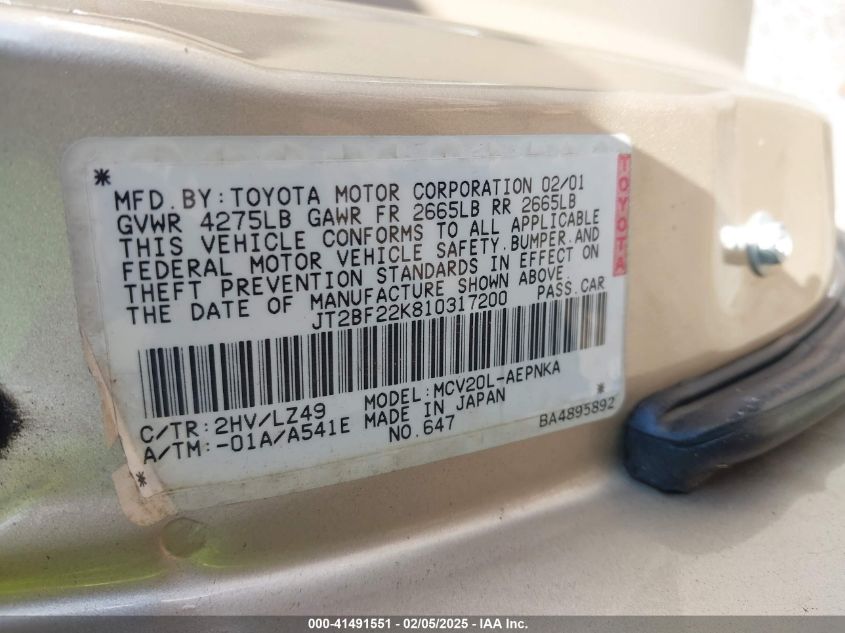 MFD. BY: TOYOTA MOTOR CORPORATION 02/01
GVWR 4275LB GAWR FR 2665LB RR 2665LB
THIS VEHICLE CONFORMS TO ALL APPLICABLE
FEDERAL MOTOR VEHICLE SAFETY.BUMPER.AND
THEFT PREVENTION STANDARDS IN EFFECT ON
THE DATE OF MANUFACTURE SHOWN ABOVE.
JT2BF22K810317200 PASS.CAR
C/TR: 2HV/LZ49 MODEL: MCV20L-AEPNKA
A/TM: -01A/A541E MADE IN JAPAN
NO.647 BA4895892
TOYOTA
000-41491551 - 02/05/2025 - IAA Inc.